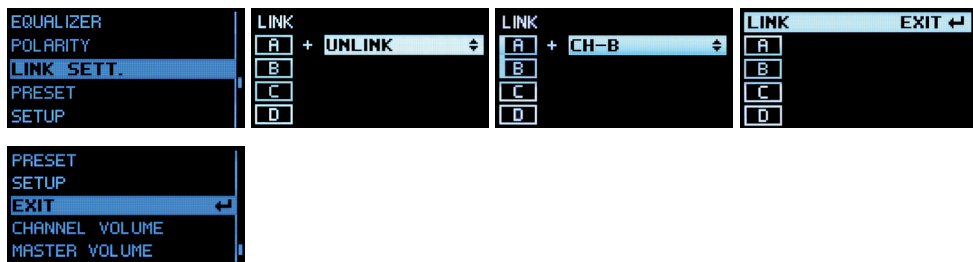 EQUALIZER
POLARITY
LINK SETT.
PRESET
SETUP
LINK
A + UNLINK
B
C
D
LINK
A + CH-B
B
C
D
LINK EXIT ↵
A
B
C
D
PRESET
SETUP
EXIT ↵
CHANNEL VOLUME
MASTER VOLUME